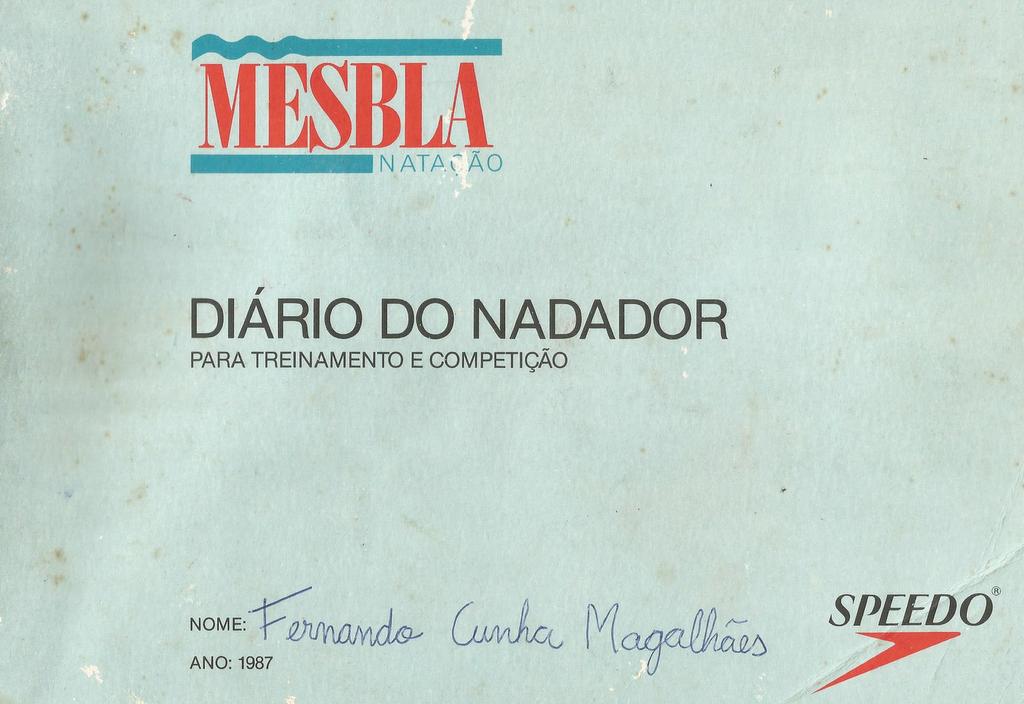 MESBLA
NATAÇÃO
DIÁRIO DO NADADOR
PARA TREINAMENTO E COMPETIÇÃO
NOME: Fernando Cunha Magalhães
ANO: 1987
SPEEDO®